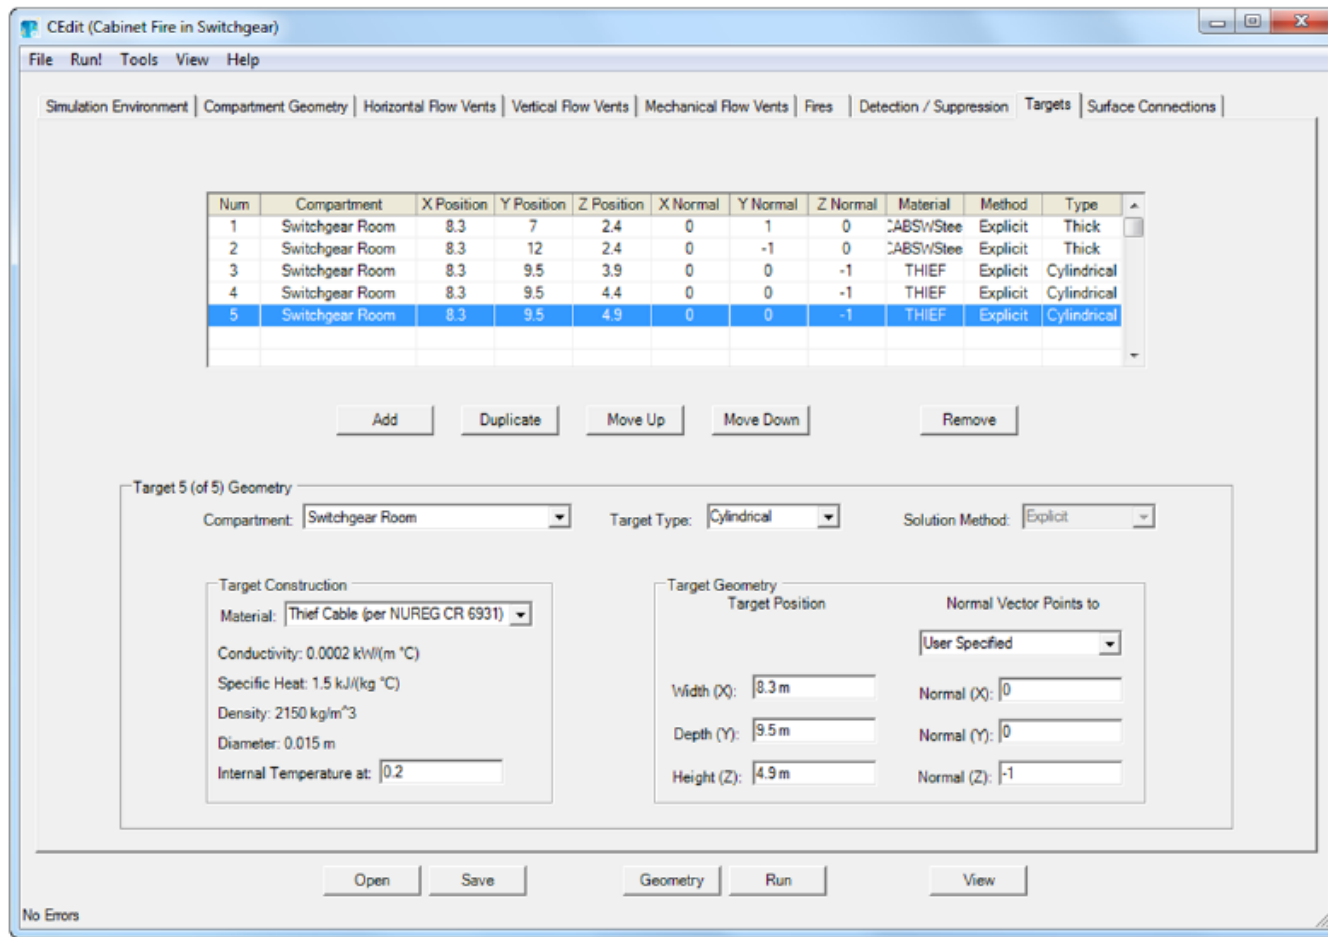 CEdit (Cabinet Fire in Switchgear)
File Run! Tools View Help
Simulation Environment Compartment Geometry Horizontal Flow Vents Vertical Flow Vents Mechanical Flow Vents Fires Detection / Suppression Targets Surface Connections
Num Compartment X Position Y Position Z Position X Normal Y Normal Z Normal Material Method Type
1 Switchgear Room 8.3 7 2.4 0 1 0 CABSWStee Explicit Thick
2 Switchgear Room 8.3 12 2.4 0 -1 0 CABSWStee Explicit Thick
3 Switchgear Room 8.3 9.5 3.9 0 0 -1 THIEF Explicit Cylindrical
4 Switchgear Room 8.3 9.5 4.4 0 0 -1 THIEF Explicit Cylindrical
5 Switchgear Room 8.3 9.5 4.9 0 0 -1 THIEF Explicit Cylindrical
Add Duplicate Move Up Move Down Remove
Target 5 (of 5) Geometry
Compartment: Switchgear Room Target Type: Cylindrical Solution Method: Explicit
Target Construction
Material: Thief Cable (per NUREG CR 6931)
Conductivity: 0.0002 kW/(m °C)
Specific Heat: 1.5 kJ/(kg °C)
Density: 2150 kg/m^3
Diameter: 0.015 m
Internal Temperature at: 0.2
Target Geometry
Target Position Normal Vector Points to
User Specified
Width (X): 8.3 m Normal (X): 0
Depth (Y): 9.5 m Normal (Y): 0
Height (Z): 4.9 m Normal (Z): -1
Open Save Geometry Run View
No Errors